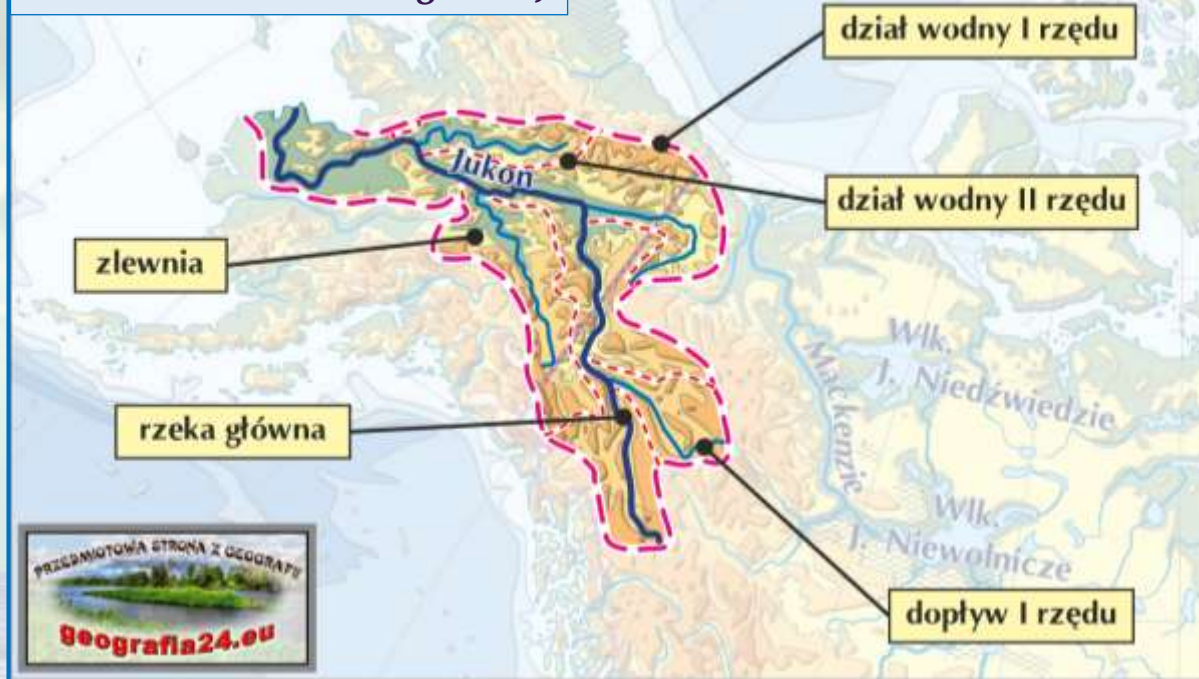 dział wodny I rzędu
Jukon
dział wodny II rzędu
zlewnia
Wlk.
J. Niedźwiedzie
Mackenzie
rzeka główna
Wlk.
J. Niewolnicze
PRZEDMIOTOWA STRONA Z GEOGRAFII
geografia24.eu
dopływ I rzędu